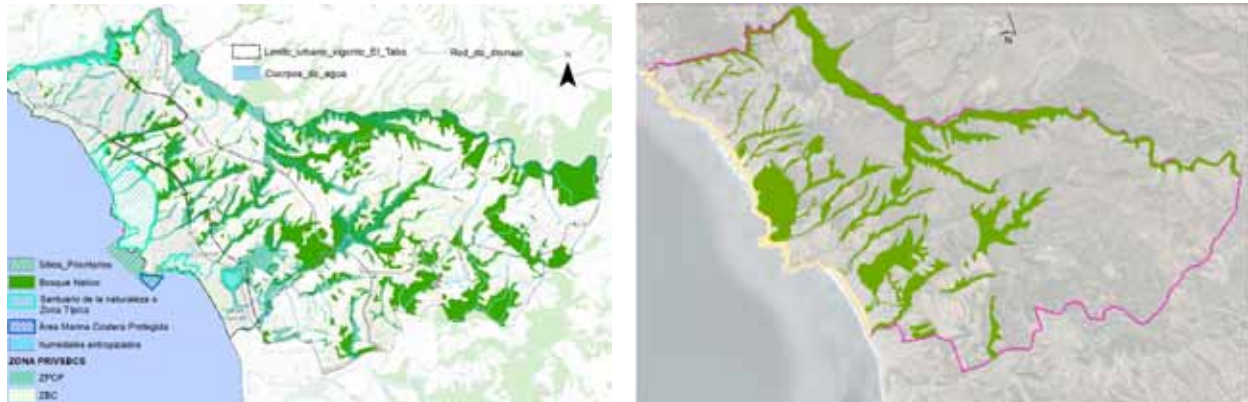 Limite_urbano_vigente_El_Tabo
Red_de_drenaje
Cuerpos_de_agua
N
Sitios_Prioritarios
Bosque Nativo
Santuario de la naturaleza o
Zona Típica
Área Marina Costera Protegida
humedales antropizados
ZONA PRIVSBCS
ZPCP
ZBC
N